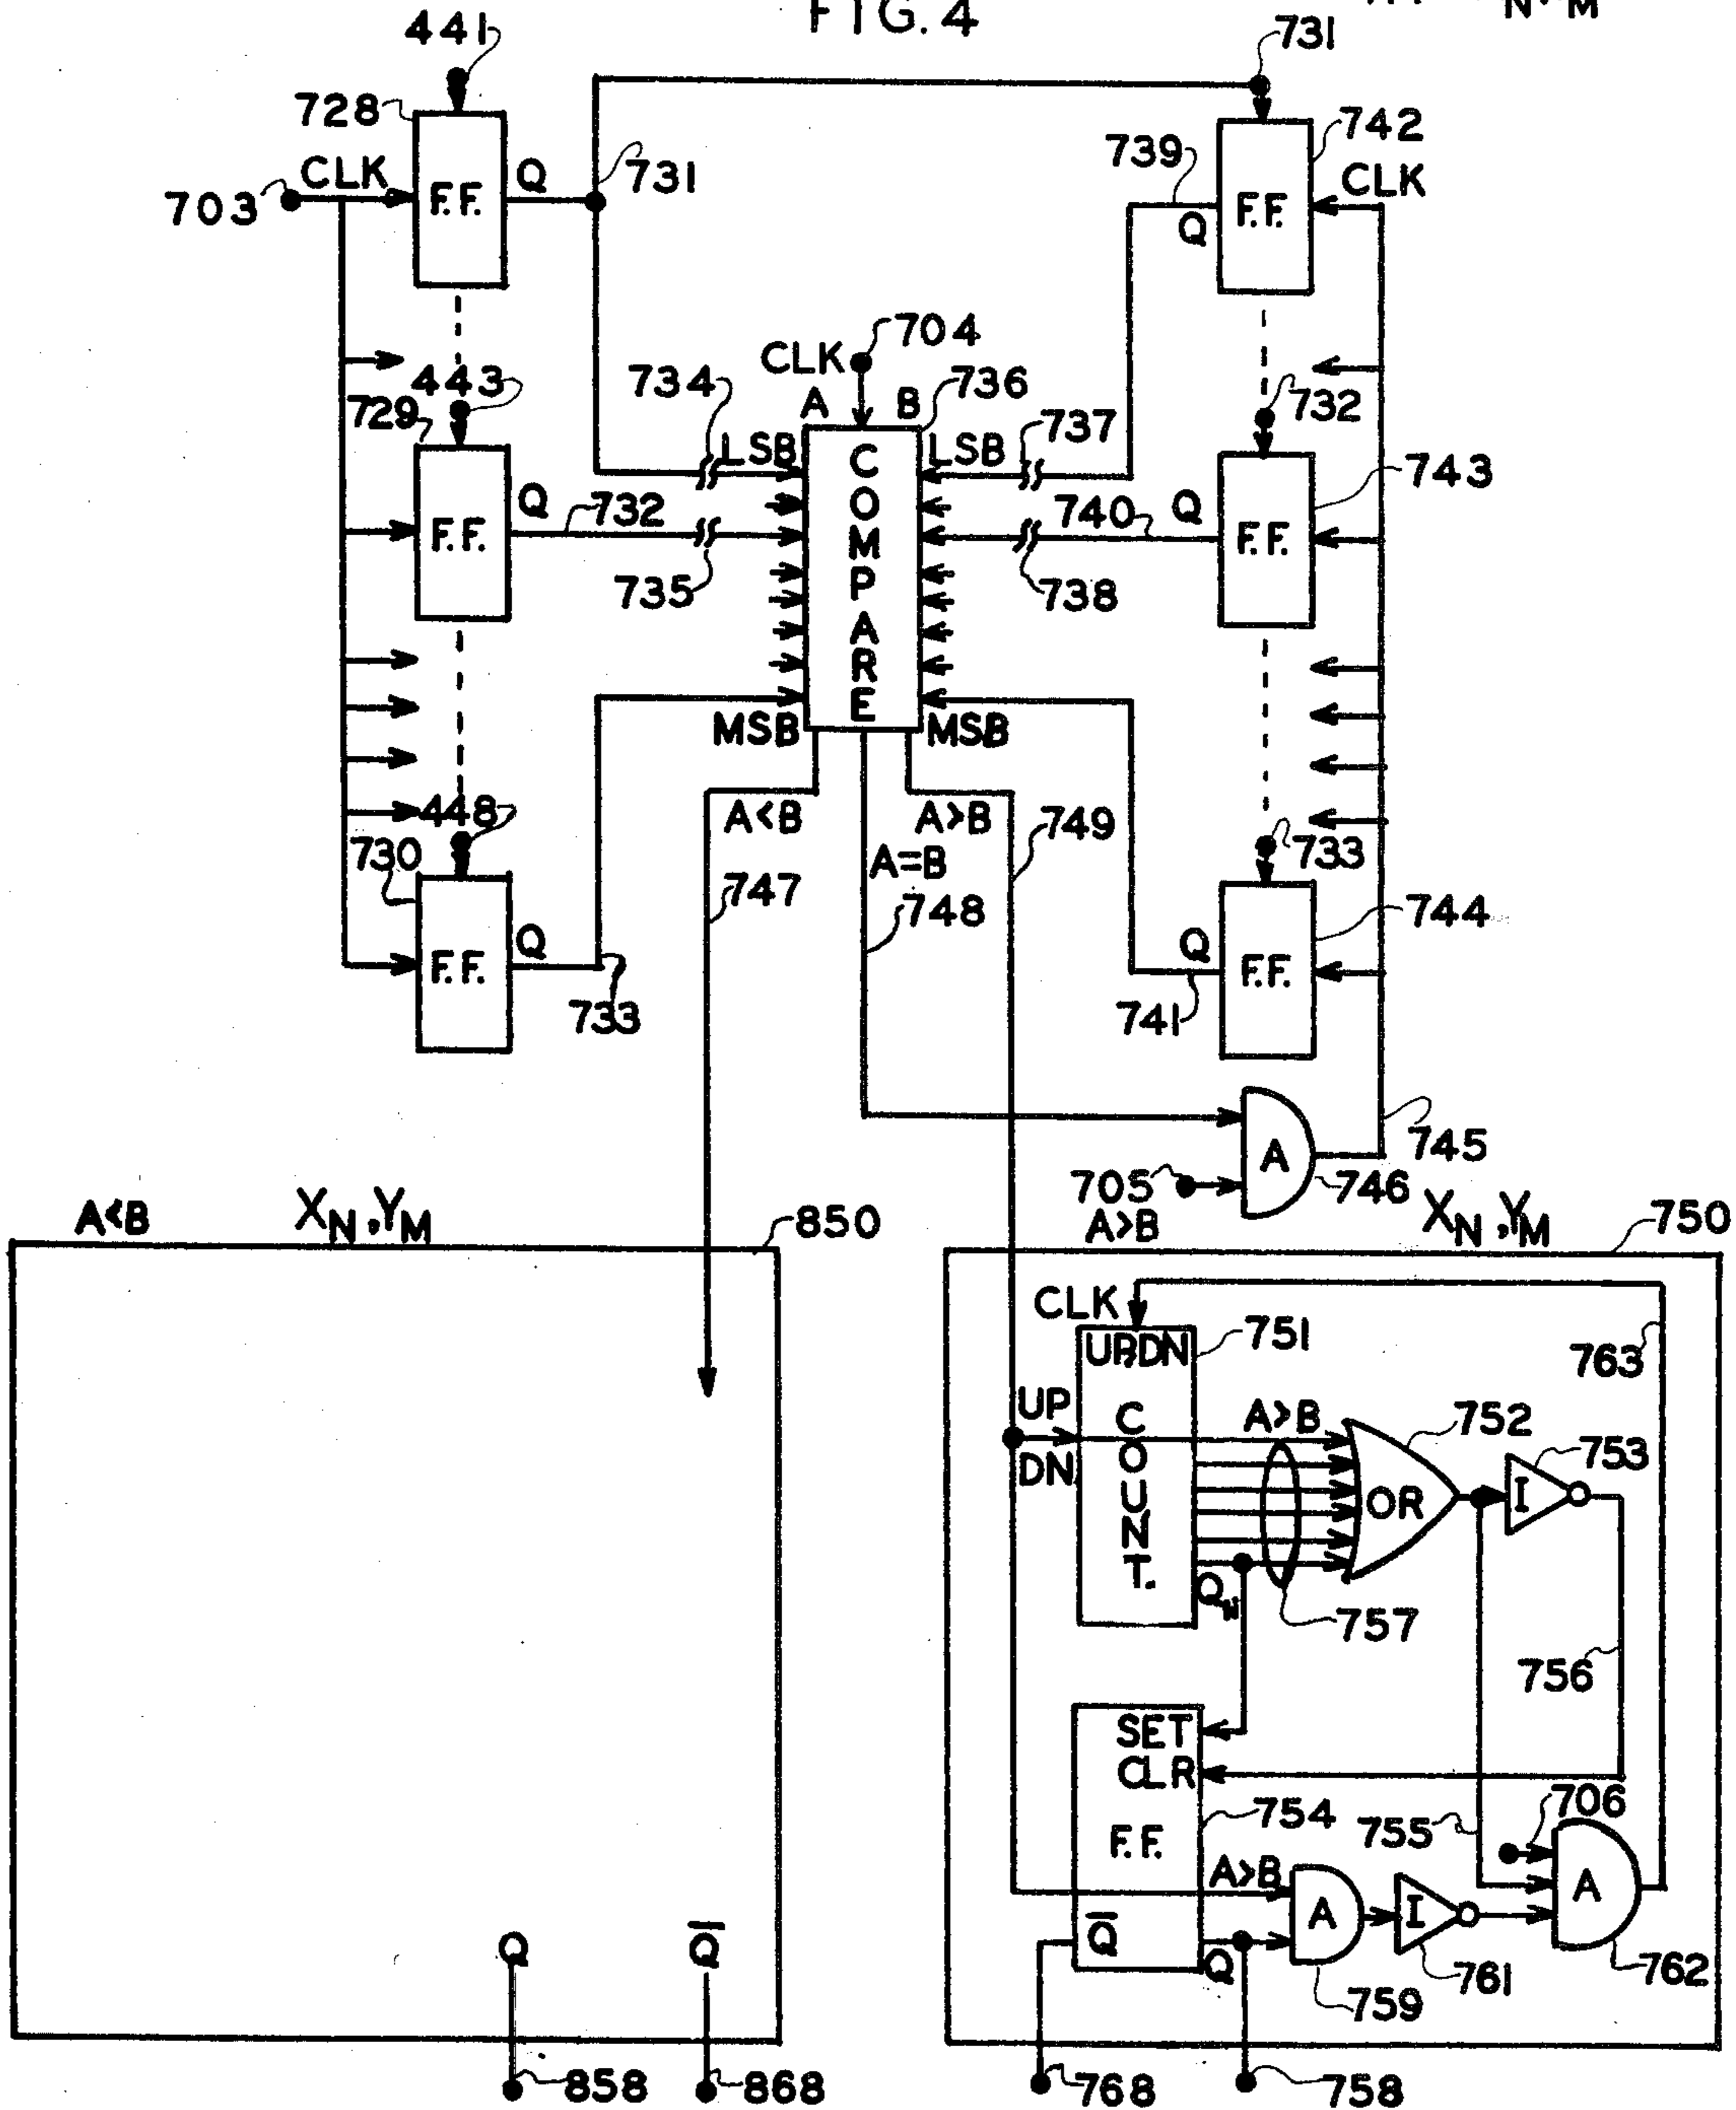 FIG. 4
N, M
441
731
728
742
CLK
703
F.F.
Q
731
739
Q
F.F.
CLK
704
CLK
734
A
B
736
443
732
729
LSB
LSB
737
F.F.
Q
732
COMPARE
740
Q
F.F.
743
735
738
MSB
MSB
448
A<B
A>B
749
733
730
A=B
747
748
F.F.
Q
733
Q
741
F.F.
744
A
745
705
746
A>B
A<B
XN,YM
850
XN,YM
750
CLK
UP,DN
751
763
UP
DN
COUNT.
A>B
752
753
OR
I
QN
757
756
SET
CLR
754
706
755
F.F.
A>B
A
I
A
Q
Q̅
Q̅
Q
759
761
762
858
868
768
758